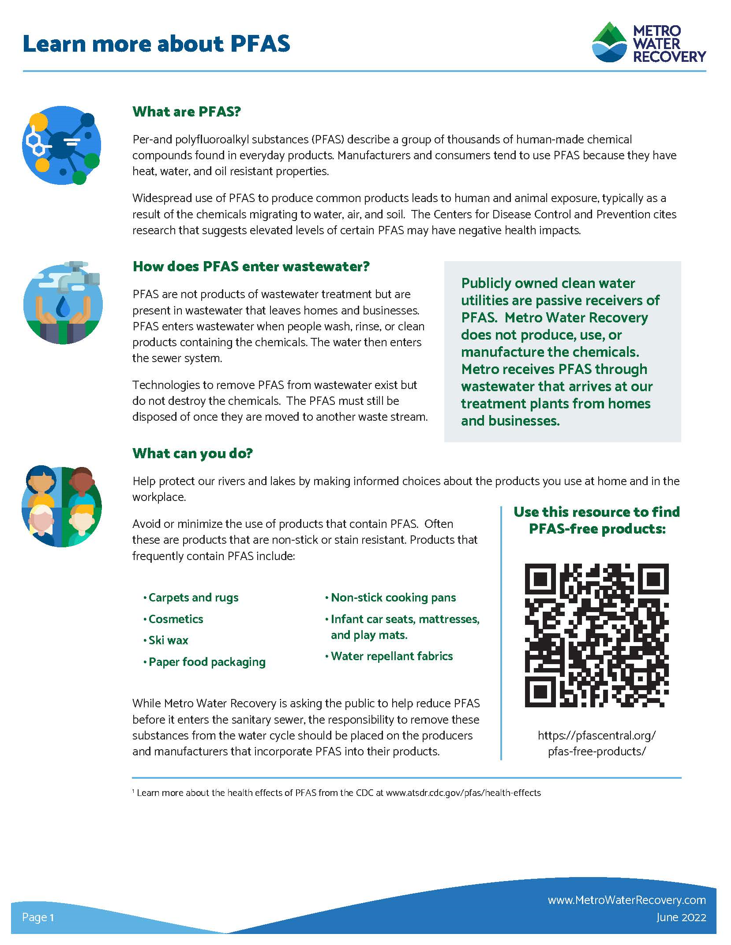 Learn more about PFAS
METRO
WATER
RECOVERY
What are PFAS?
Per-and polyfluoroalkyl substances (PFAS) describe a group of thousands of human-made chemical
compounds found in everyday products. Manufacturers and consumers tend to use PFAS because they have
heat, water, and oil resistant properties.
Widespread use of PFAS to produce common products leads to human and animal exposure, typically as a
result of the chemicals migrating to water, air, and soil.  The Centers for Disease Control and Prevention cites
research that suggests elevated levels of certain PFAS may have negative health impacts.
How does PFAS enter wastewater?
PFAS are not products of wastewater treatment but are
present in wastewater that leaves homes and businesses.
PFAS enters wastewater when people wash, rinse, or clean
products containing the chemicals. The water then enters
the sewer system.
Technologies to remove PFAS from wastewater exist but
do not destroy the chemicals.  The PFAS must still be
disposed of once they are moved to another waste stream.
Publicly owned clean water
utilities are passive receivers of
PFAS.  Metro Water Recovery
does not produce, use, or
manufacture the chemicals.
Metro receives PFAS through
wastewater that arrives at our
treatment plants from homes
and businesses.
What can you do?
Help protect our rivers and lakes by making informed choices about the products you use at home and in the
workplace.
Avoid or minimize the use of products that contain PFAS.  Often
these are products that are non-stick or stain resistant. Products that
frequently contain PFAS include:
• Carpets and rugs
• Cosmetics
• Ski wax
• Paper food packaging
• Non-stick cooking pans
• Infant car seats, mattresses,
and play mats.
• Water repellant fabrics
While Metro Water Recovery is asking the public to help reduce PFAS
before it enters the sanitary sewer, the responsibility to remove these
substances from the water cycle should be placed on the producers
and manufacturers that incorporate PFAS into their products.
Use this resource to find
PFAS-free products:
https://pfascentral.org/
pfas-free-products/
¹ Learn more about the health effects of PFAS from the CDC at www.atsdr.cdc.gov/pfas/health-effects
Page 1
www.MetroWaterRecovery.com
June 2022